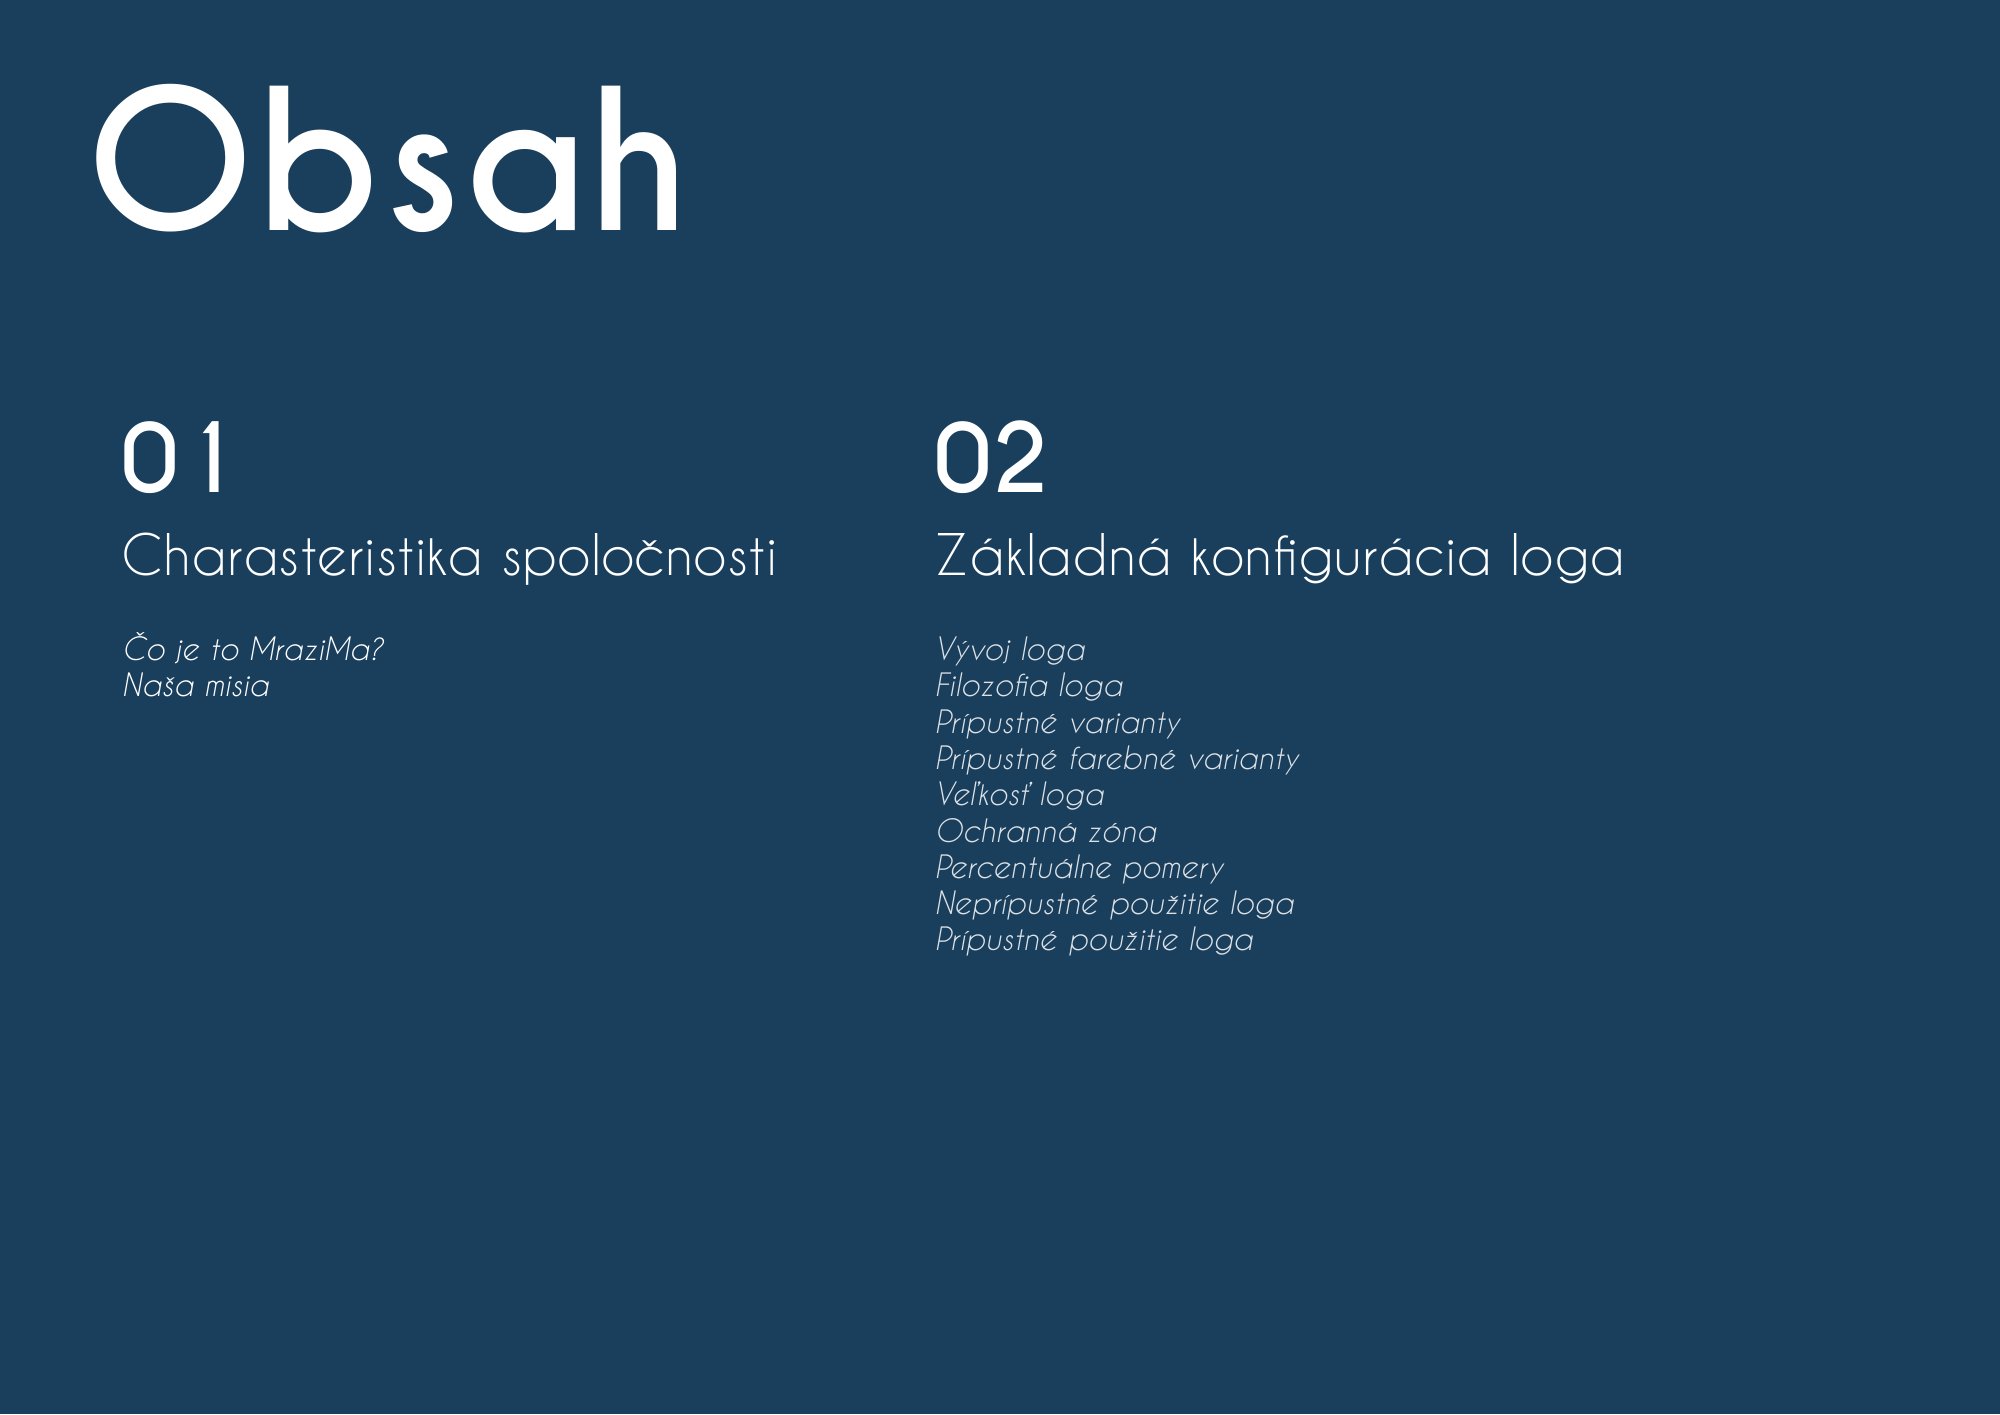 Obsah
01
Charasteristika spoločnosti
Čo je to MraziMa?
Naša misia
02
Základná konfigurácia loga
Vývoj loga
Filozofia loga
Prípustné varianty
Prípustné farebné varianty
Veľkosť loga
Ochranná zóna
Percentuálne pomery
Neprípustné použitie loga
Prípustné použitie loga